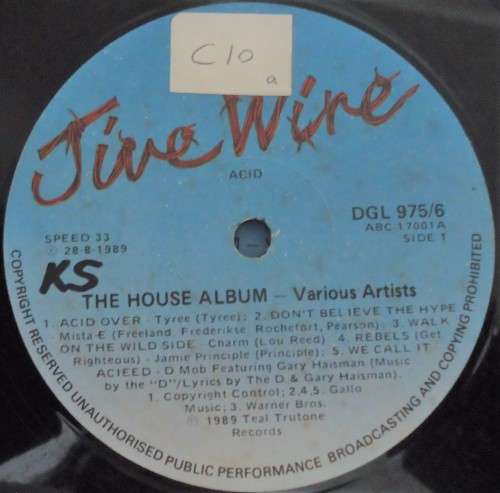 C10
a
Jive Wire
ACID
DGL 975/6
ABC 17001A
SPEED 33
SIDE 1
℗ 28-8-1989
KS
THE HOUSE ALBUM – Various Artists
1. ACID OVER - Tyree (Tyree); 2. DON'T BELIEVE THE HYPE
- Mista-E (Freeland, Frederikse, Rochefort, Pearson); 3. WALK
ON THE WILD SIDE - Charm (Lou Reed) 4. REBELS (Get
Righteous) - Jamie Principle (Principle); 5. WE CALL IT
ACIEED - D Mob Featuring Gary Haisman (Music
by the "D"/Lyrics by The D & Gary Haisman).
1. Copyright Control; 2,4,5. Gallo
Music; 3. Warner Bros.
℗ 1989 Teal Trutone
Records
COPYRIGHT RESERVED UNAUTHORISED PUBLIC PERFORMANCE BROADCASTING AND COPYING PROHIBITED